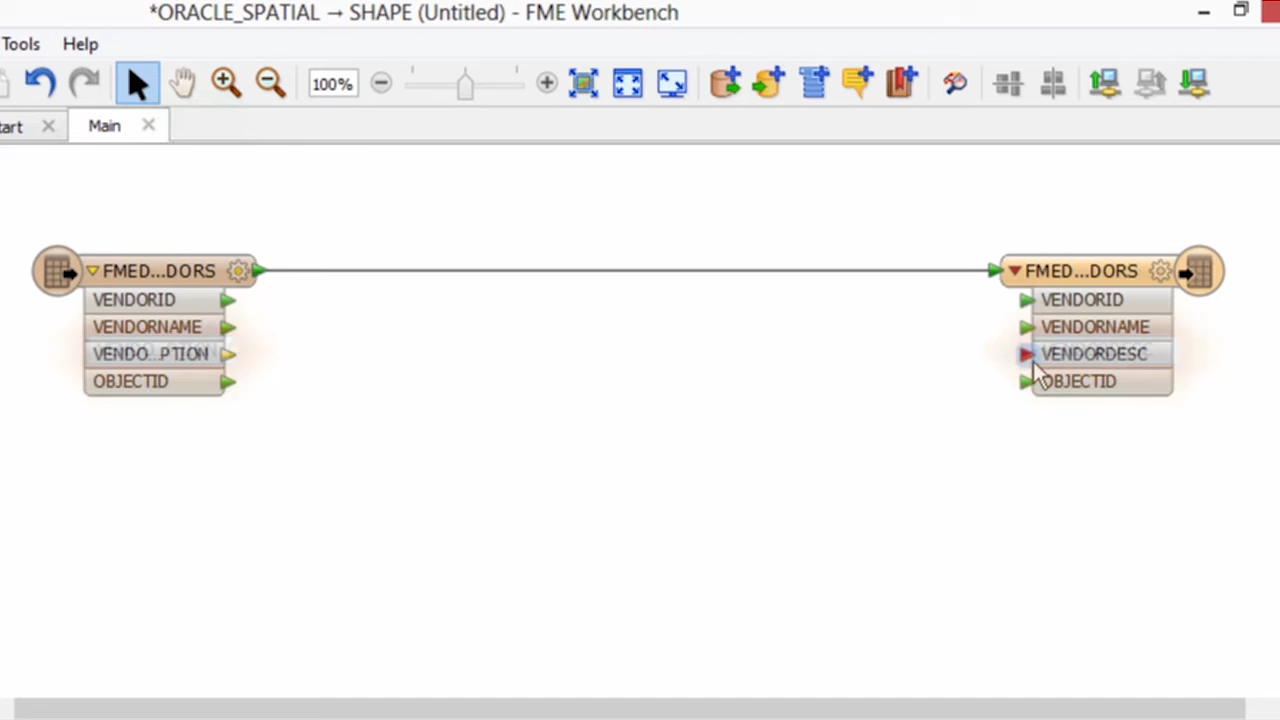 *ORACLE_SPATIAL → SHAPE (Untitled) - FME Workbench
Tools Help
100%
tart Main
FMED...DORS FMED...DORS
VENDORID VENDORID
VENDORNAME VENDORNAME
VENDO...PTION VENDORDESC
OBJECTID OBJECTID